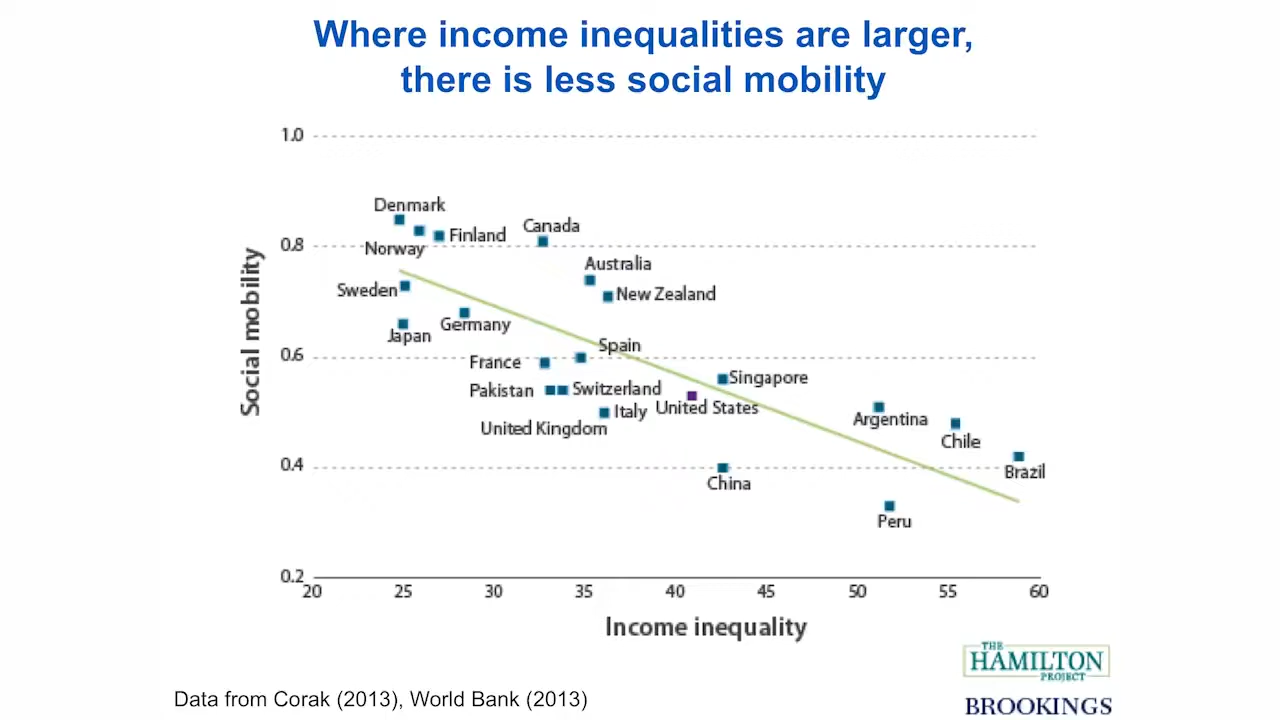 Where income inequalities are larger,
there is less social mobility
1.0
Denmark
Canada
Finland
0.8
Norway
Australia
Sweden
New Zealand
Germany
Japan
Spain
0.6
France
Singapore
Pakistan
Switzerland
United States
Italy
Argentina
United Kingdom
Chile
0.4
Brazil
China
Peru
0.2
20 25 30 35 40 45 50 55 60
Social mobility
Income inequality
THE
HAMILTON
PROJECT
BROOKINGS
Data from Corak (2013), World Bank (2013)